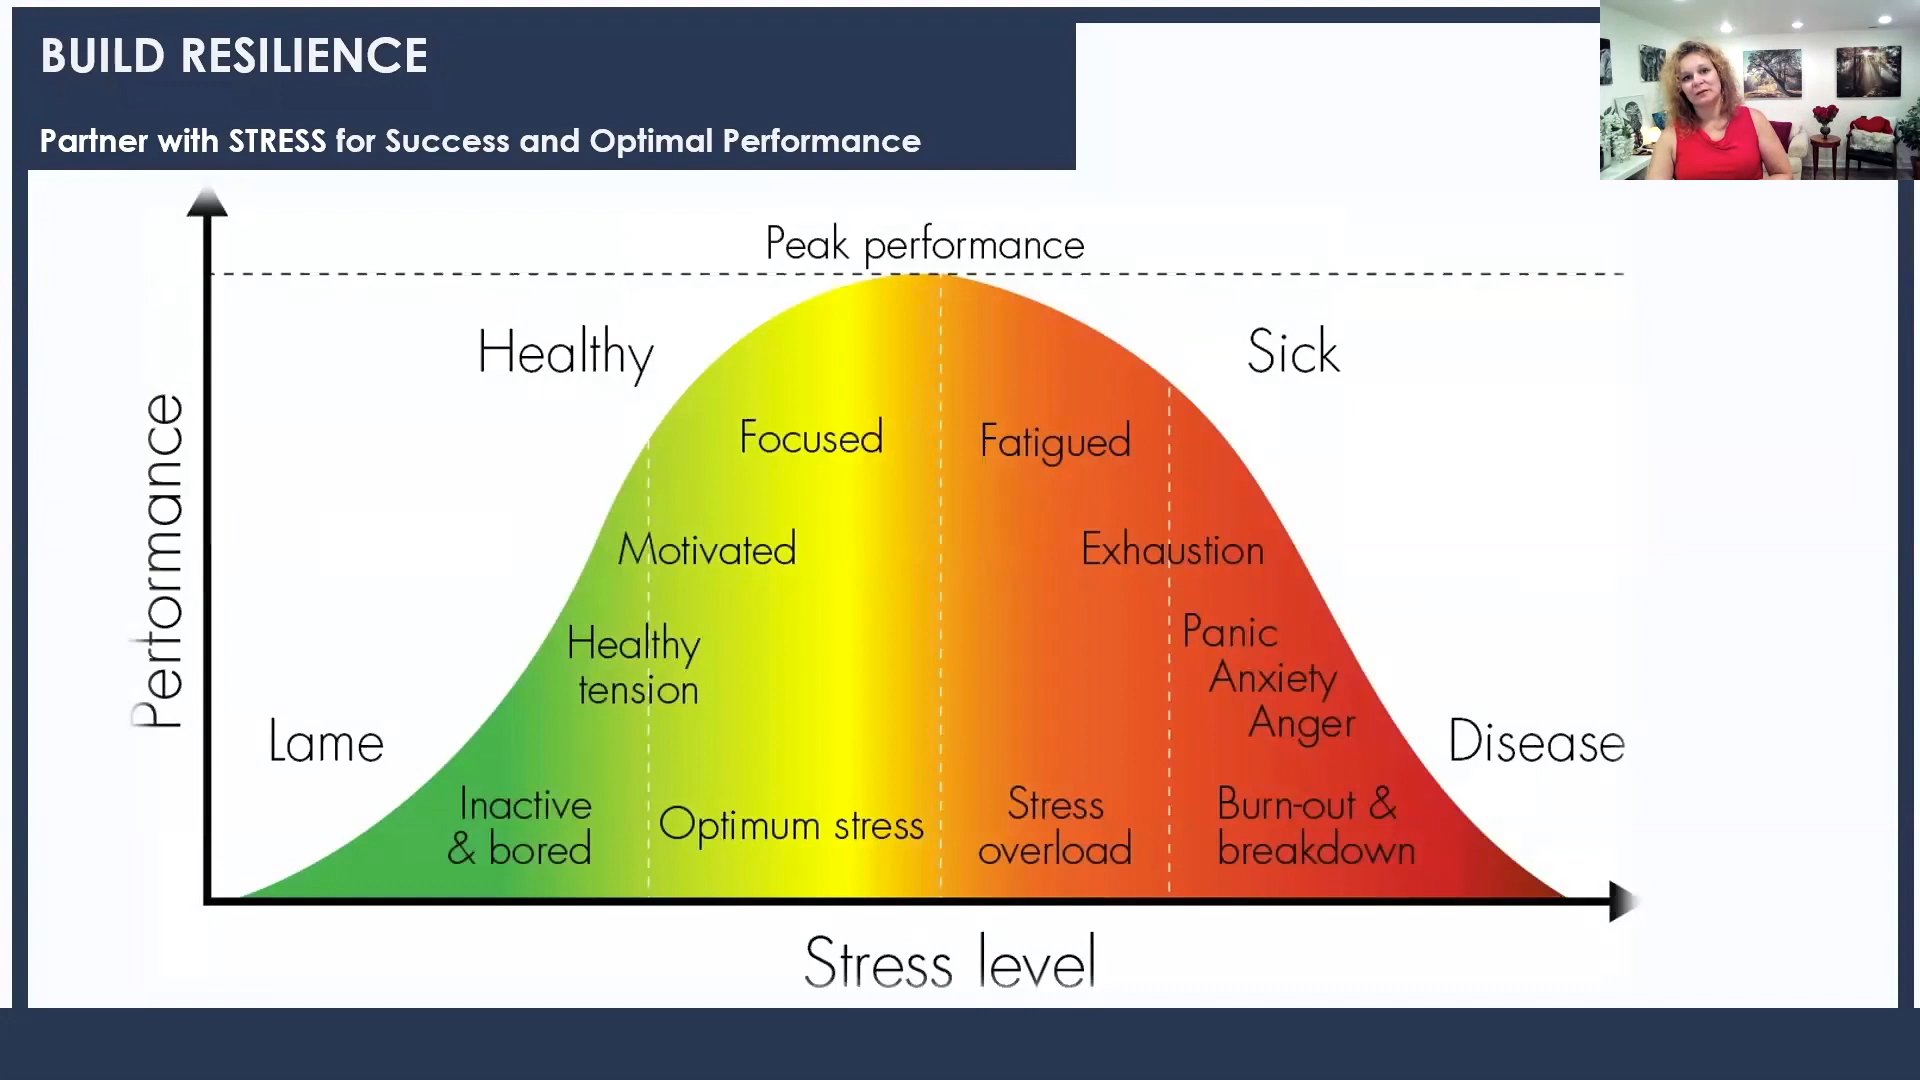 BUILD RESILIENCE
Partner with STRESS for Success and Optimal Performance
Peak performance
Healthy
Sick
Focused
Fatigued
Motivated
Exhaustion
Healthy
tension
Panic
Anxiety
Anger
Performance
Lame
Disease
Inactive
& bored
Optimum stress
Stress
overload
Burn-out &
breakdown
Stress level